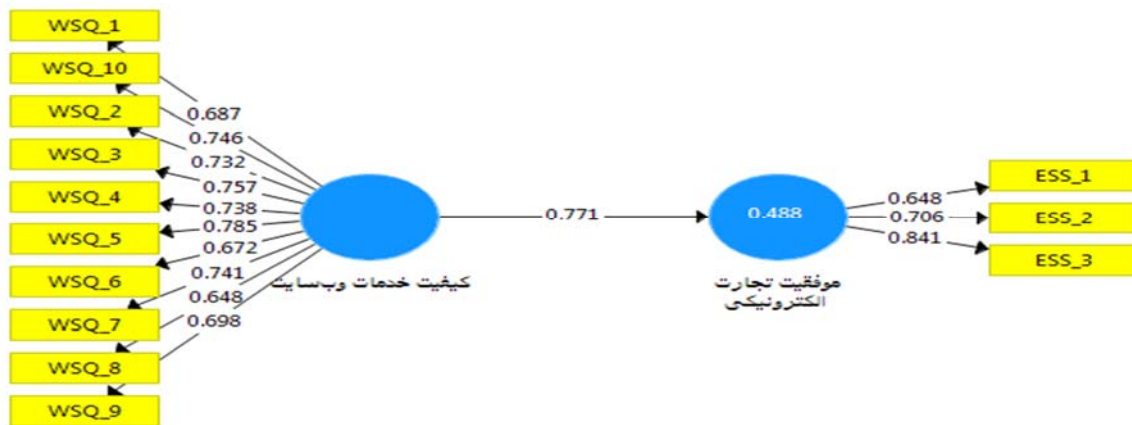 WSQ_1
WSQ_10
WSQ_2
WSQ_3
WSQ_4
WSQ_5
WSQ_6
WSQ_7
WSQ_8
WSQ_9
0.687
0.746
0.732
0.757
0.738
0.785
0.672
0.741
0.648
0.698
کیفیت خدمات وب‌سایت
0.771
0.488
موفقیت تجارت
الکترونیکی
0.648
0.706
0.841
ESS_1
ESS_2
ESS_3